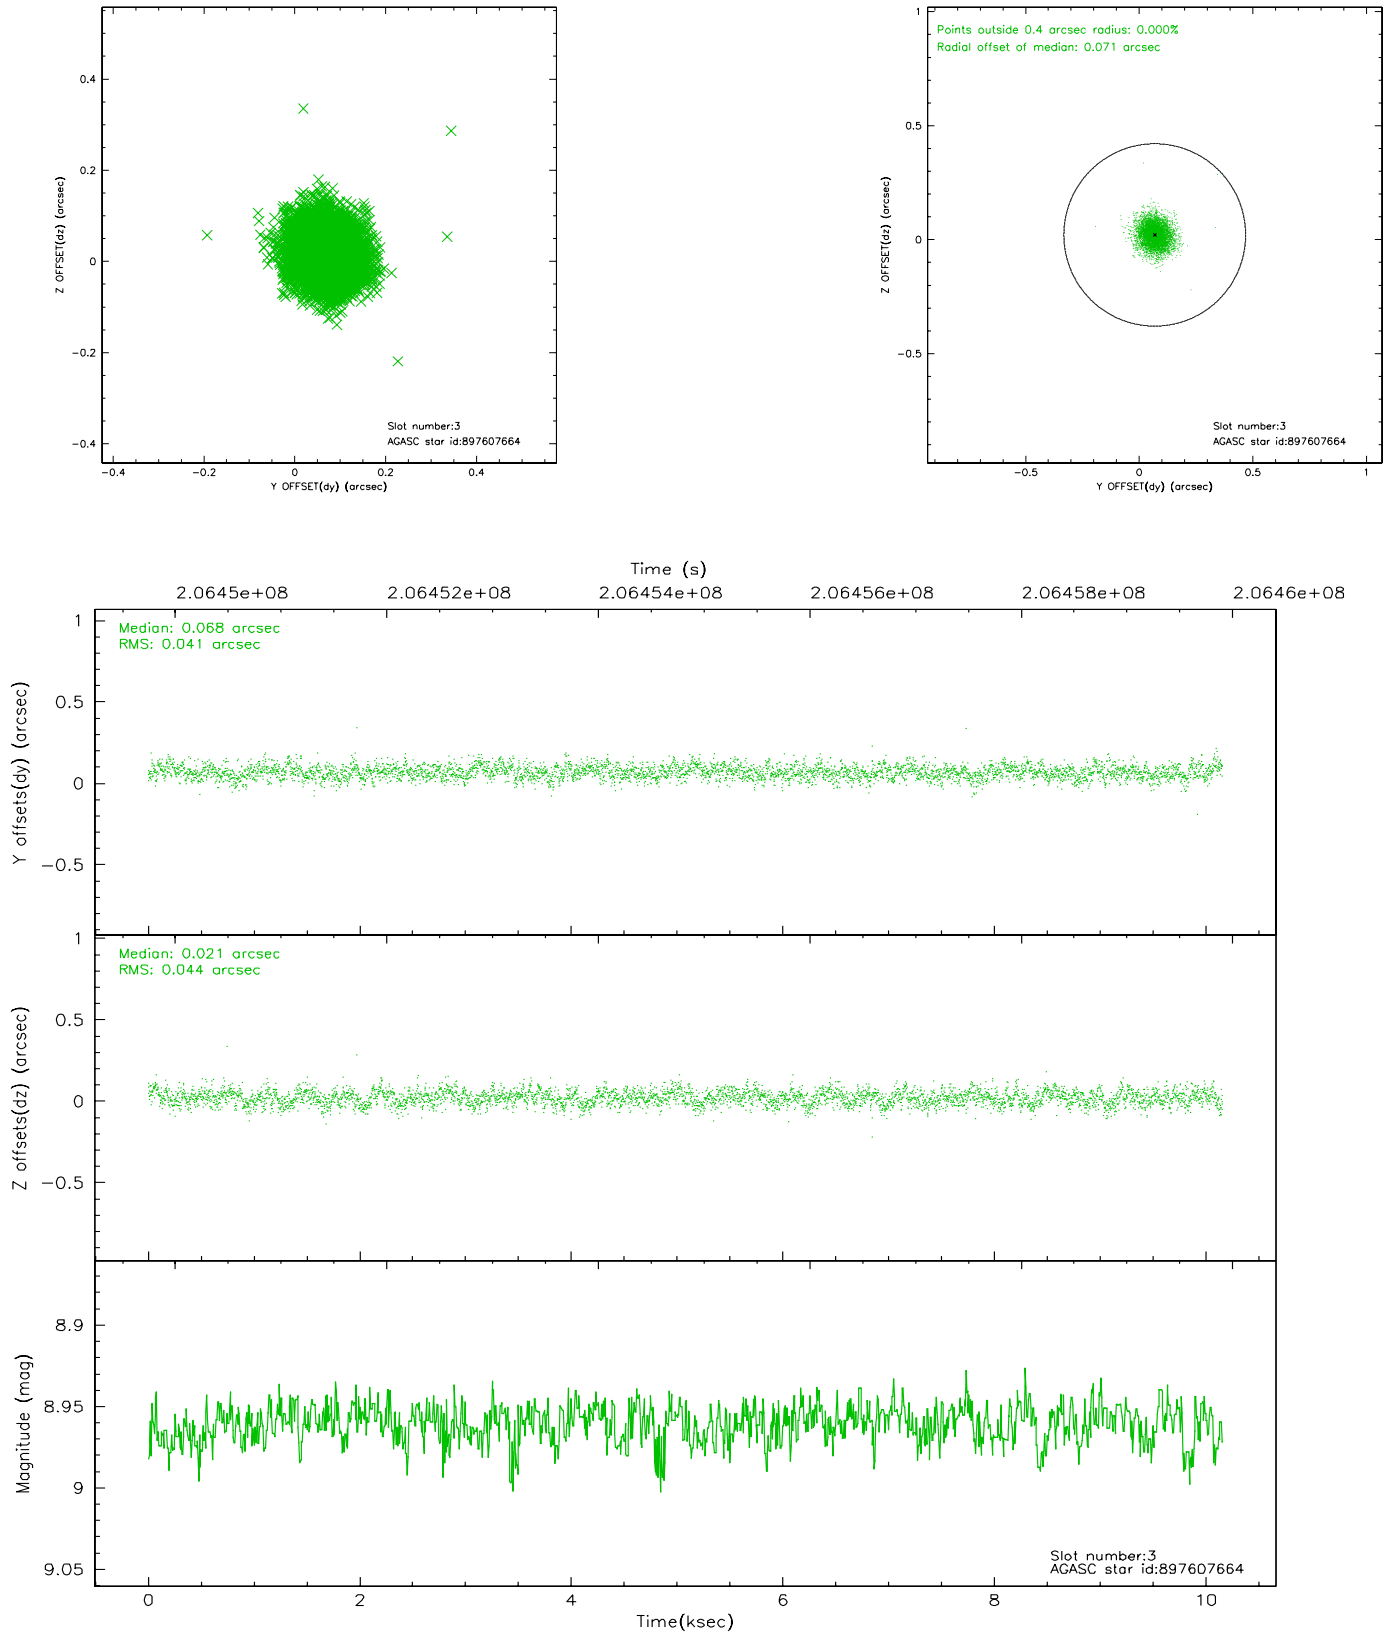 0.4
0.2
0
−0.2
−0.4
−0.4
−0.2
0
0.2
0.4
Z OFFSET(dz) (arcsec)
Y OFFSET(dy) (arcsec)
Slot number:3
AGASC star id:897607664
Points outside 0.4 arcsec radius: 0.000%
Radial offset of median: 0.071 arcsec
1
0.5
0
−0.5
−0.5
0
0.5
1
Z OFFSET(dz) (arcsec)
Y OFFSET(dy) (arcsec)
Slot number:3
AGASC star id:897607664
Time (s)
2.0645e+08
2.06452e+08
2.06454e+08
2.06456e+08
2.06458e+08
2.0646e+08
Median: 0.068 arcsec
RMS: 0.041 arcsec
1
0.5
0
−0.5
Y offsets(dy) (arcsec)
Median: 0.021 arcsec
RMS: 0.044 arcsec
1
0.5
0
−0.5
Z offsets(dz) (arcsec)
8.9
8.95
9
9.05
Magnitude (mag)
Slot number:3
AGASC star id:897607664
0
2
4
6
8
10
Time(ksec)